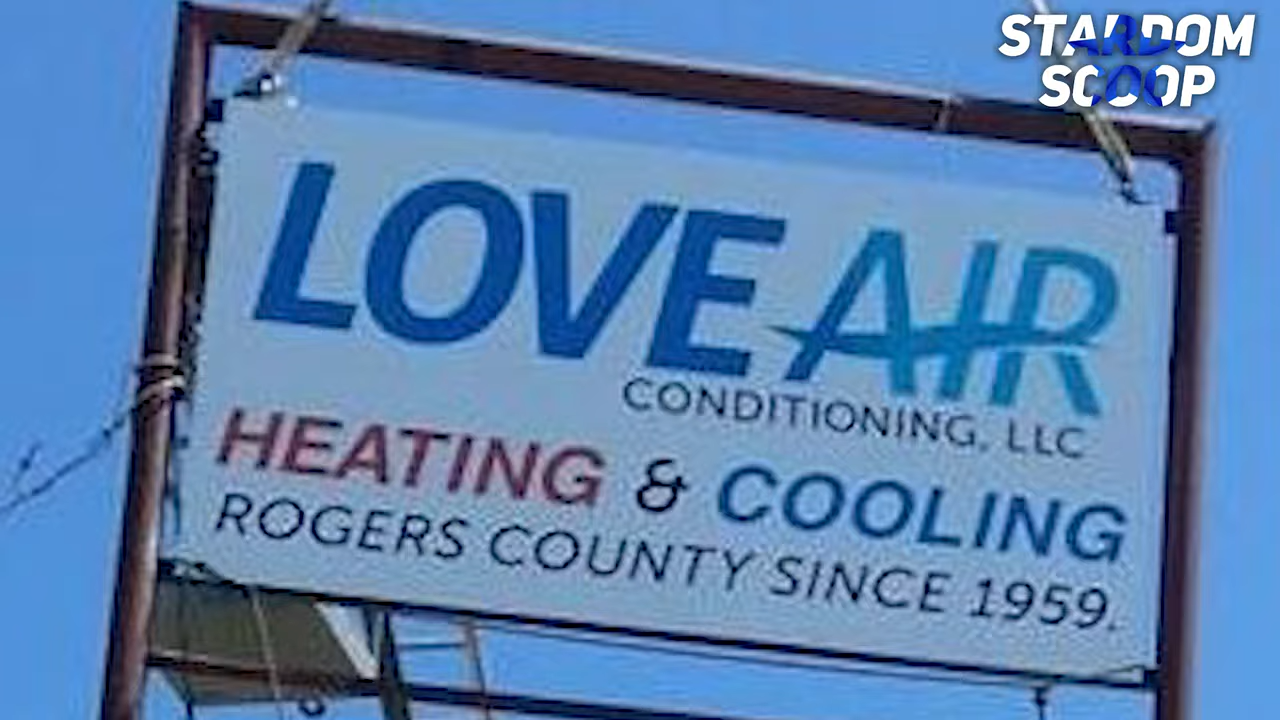 STARDOM
SCOOP
LOVE AIR
CONDITIONING, LLC
HEATING & COOLING
ROGERS COUNTY SINCE 1959.